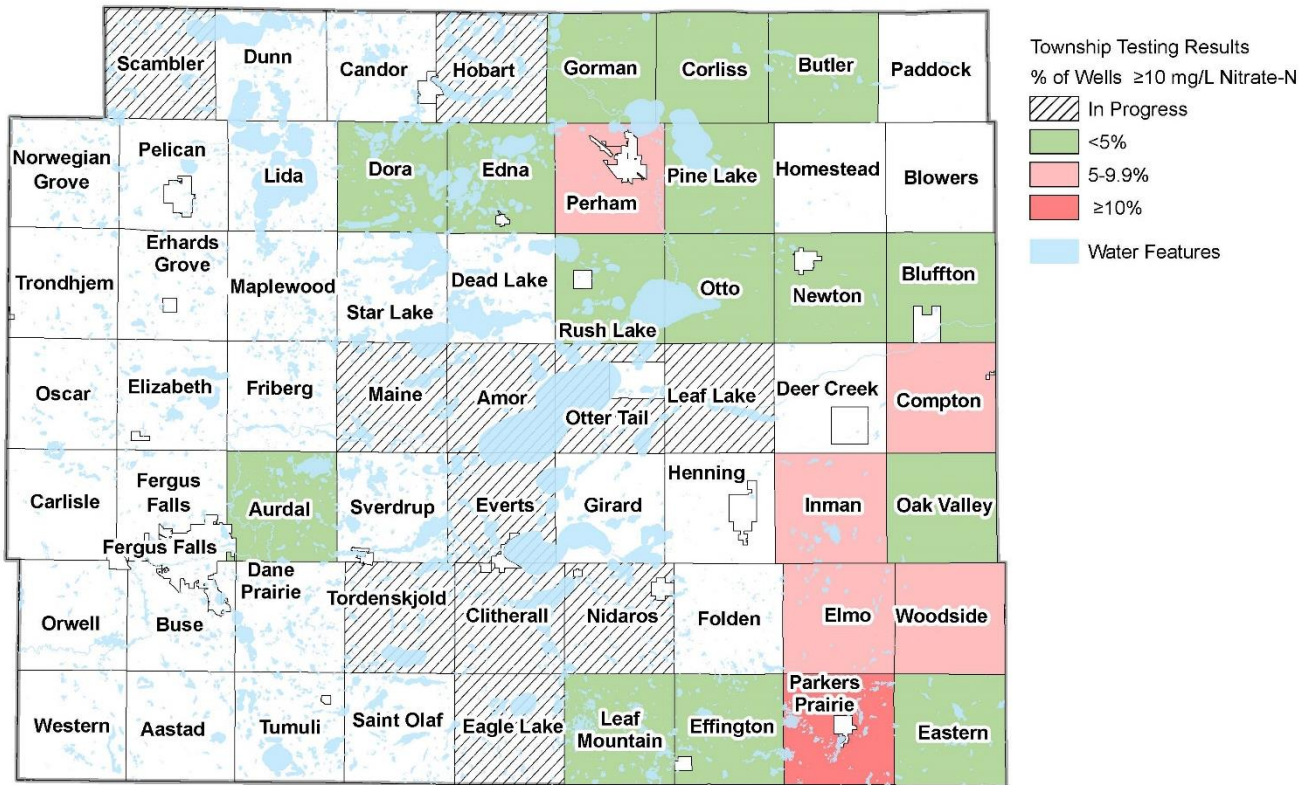 Scambler
Dunn
Candor
Hobart
Gorman
Corliss
Butler
Paddock
Norwegian
Grove
Pelican
Lida
Dora
Edna
Perham
Pine Lake
Homestead
Blowers
Trondhjem
Erhards
Grove
Maplewood
Star Lake
Dead Lake
Rush Lake
Otto
Newton
Bluffton
Oscar
Elizabeth
Friberg
Maine
Amor
Otter Tail
Leaf Lake
Deer Creek
Compton
Carlisle
Fergus
Falls
Fergus Falls
Aurdal
Sverdrup
Everts
Girard
Henning
Inman
Oak Valley
Orwell
Buse
Dane
Prairie
Tordenskjold
Clitherall
Nidaros
Folden
Elmo
Woodside
Western
Aastad
Tumuli
Saint Olaf
Eagle Lake
Leaf
Mountain
Effington
Parkers
Prairie
Eastern
Township Testing Results
% of Wells ≥10 mg/L Nitrate-N
In Progress
<5%
5-9.9%
≥10%
Water Features